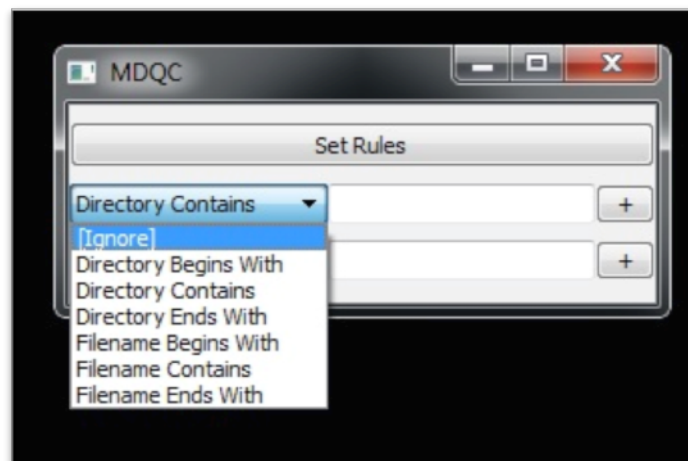 MDQC
Set Rules
Directory Contains
+
[Ignore]
Directory Begins With
+
Directory Contains
Directory Ends With
Filename Begins With
Filename Contains
Filename Ends With